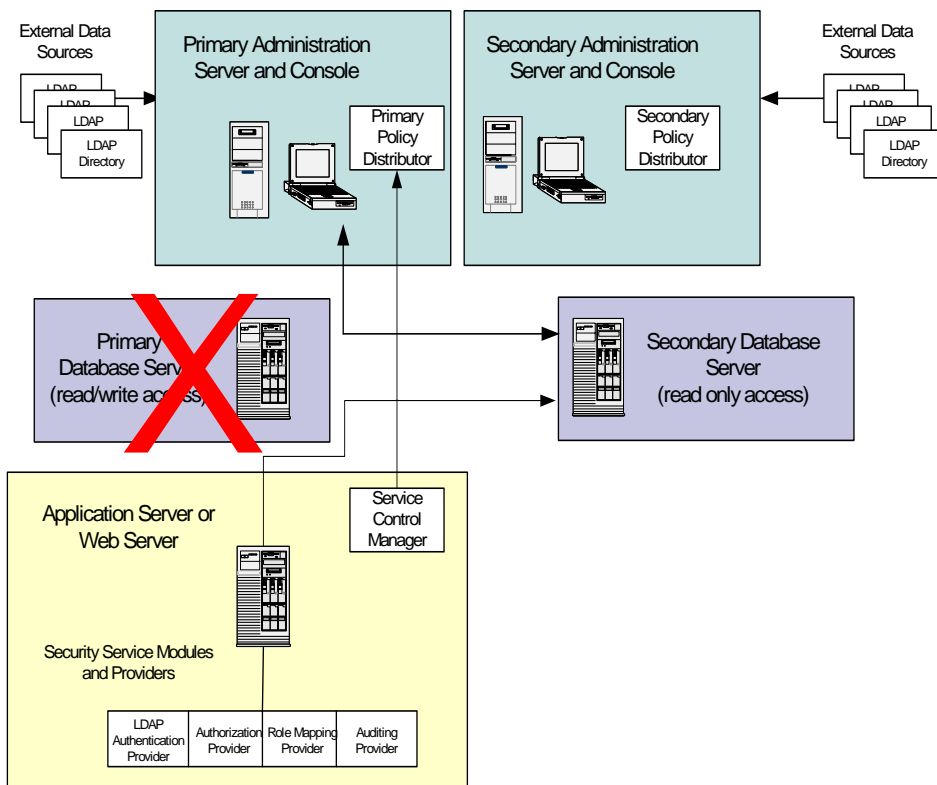 External Data
Sources
LDAP
LDAP
LDAP
LDAP
Directory
Primary Administration
Server and Console
Primary
Policy
Distributor
Secondary Administration
Server and Console
Secondary
Policy
Distributor
External Data
Sources
LDAP
LDAP
LDAP
LDAP
Directory
Primary
Database Server
(read/write access)
Secondary Database
Server
(read only access)
Application Server or
Web Server
Service
Control
Manager
Security Service Modules
and Providers
LDAP
Authentication
Provider
Authorization
Provider
Role Mapping
Provider
Auditing
Provider